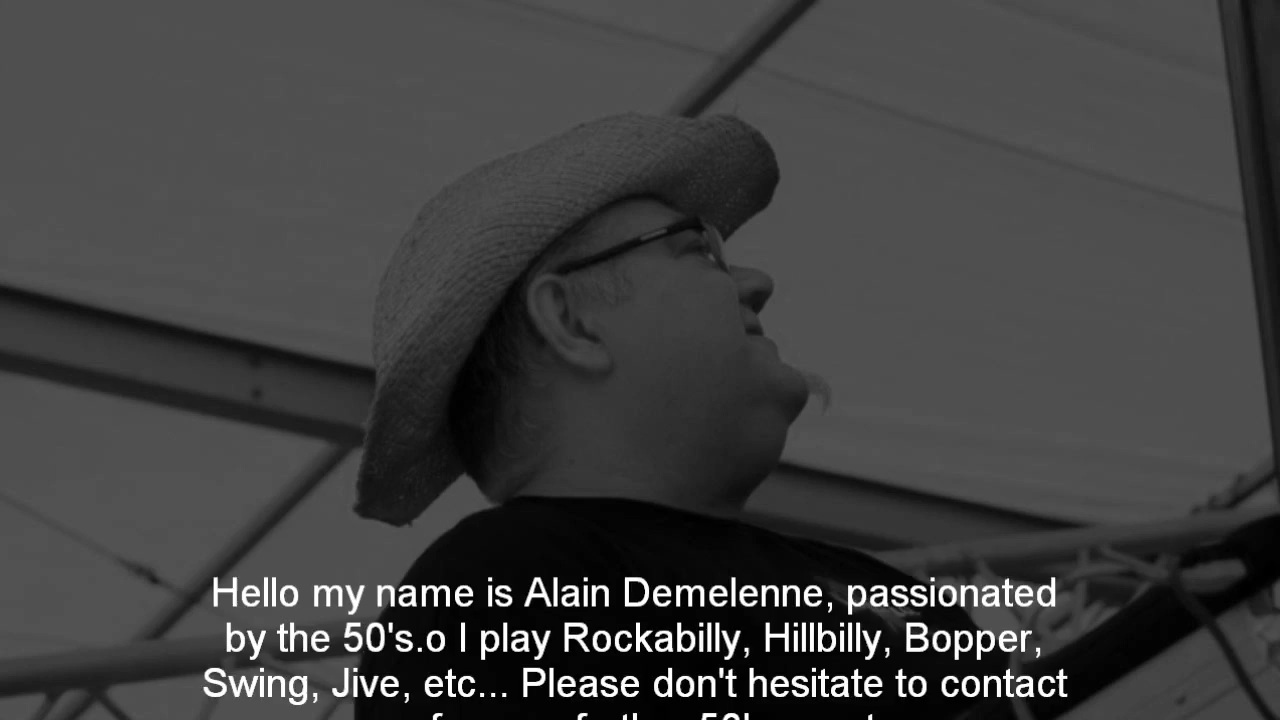 Hello my name is Alain Demelenne, passionated
by the 50's.o I play Rockabilly, Hillbilly, Bopper,
Swing, Jive, etc... Please don't hesitate to contact